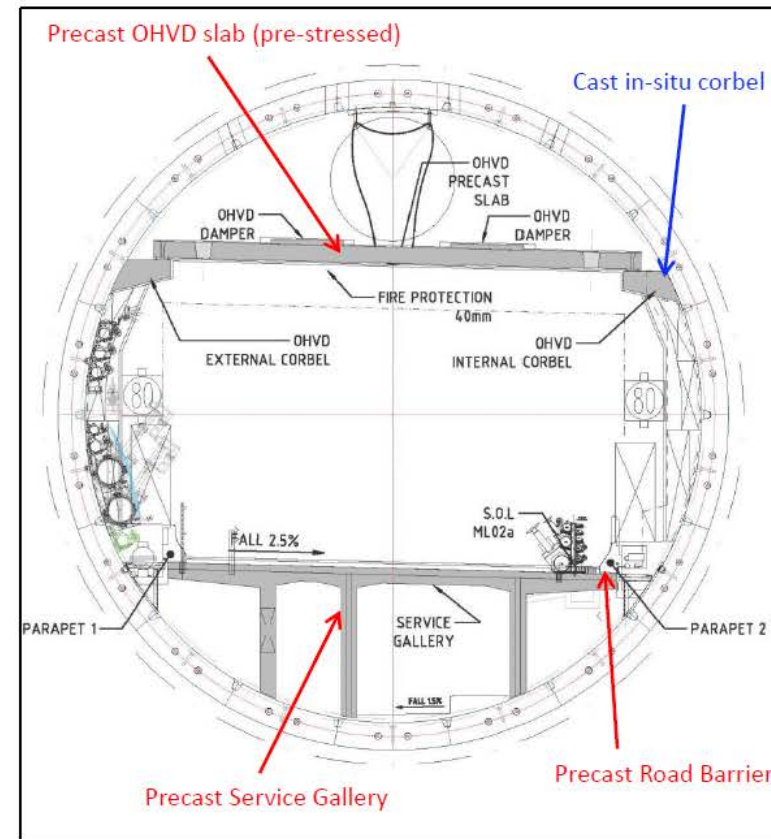 Precast OHVD slab (pre-stressed)
Cast in-situ corbel
OHVD
PRECAST
SLAB
OHVD
DAMPER
OHVD
DAMPER
FIRE PROTECTION
40mm
OHVD
EXTERNAL CORBEL
OHVD
INTERNAL CORBEL
80
80
S.O.L
ML02a
FALL 2.5%
PARAPET 1
SERVICE
GALLERY
PARAPET 2
FALL 1.5%
Precast Service Gallery
Precast Road Barrier